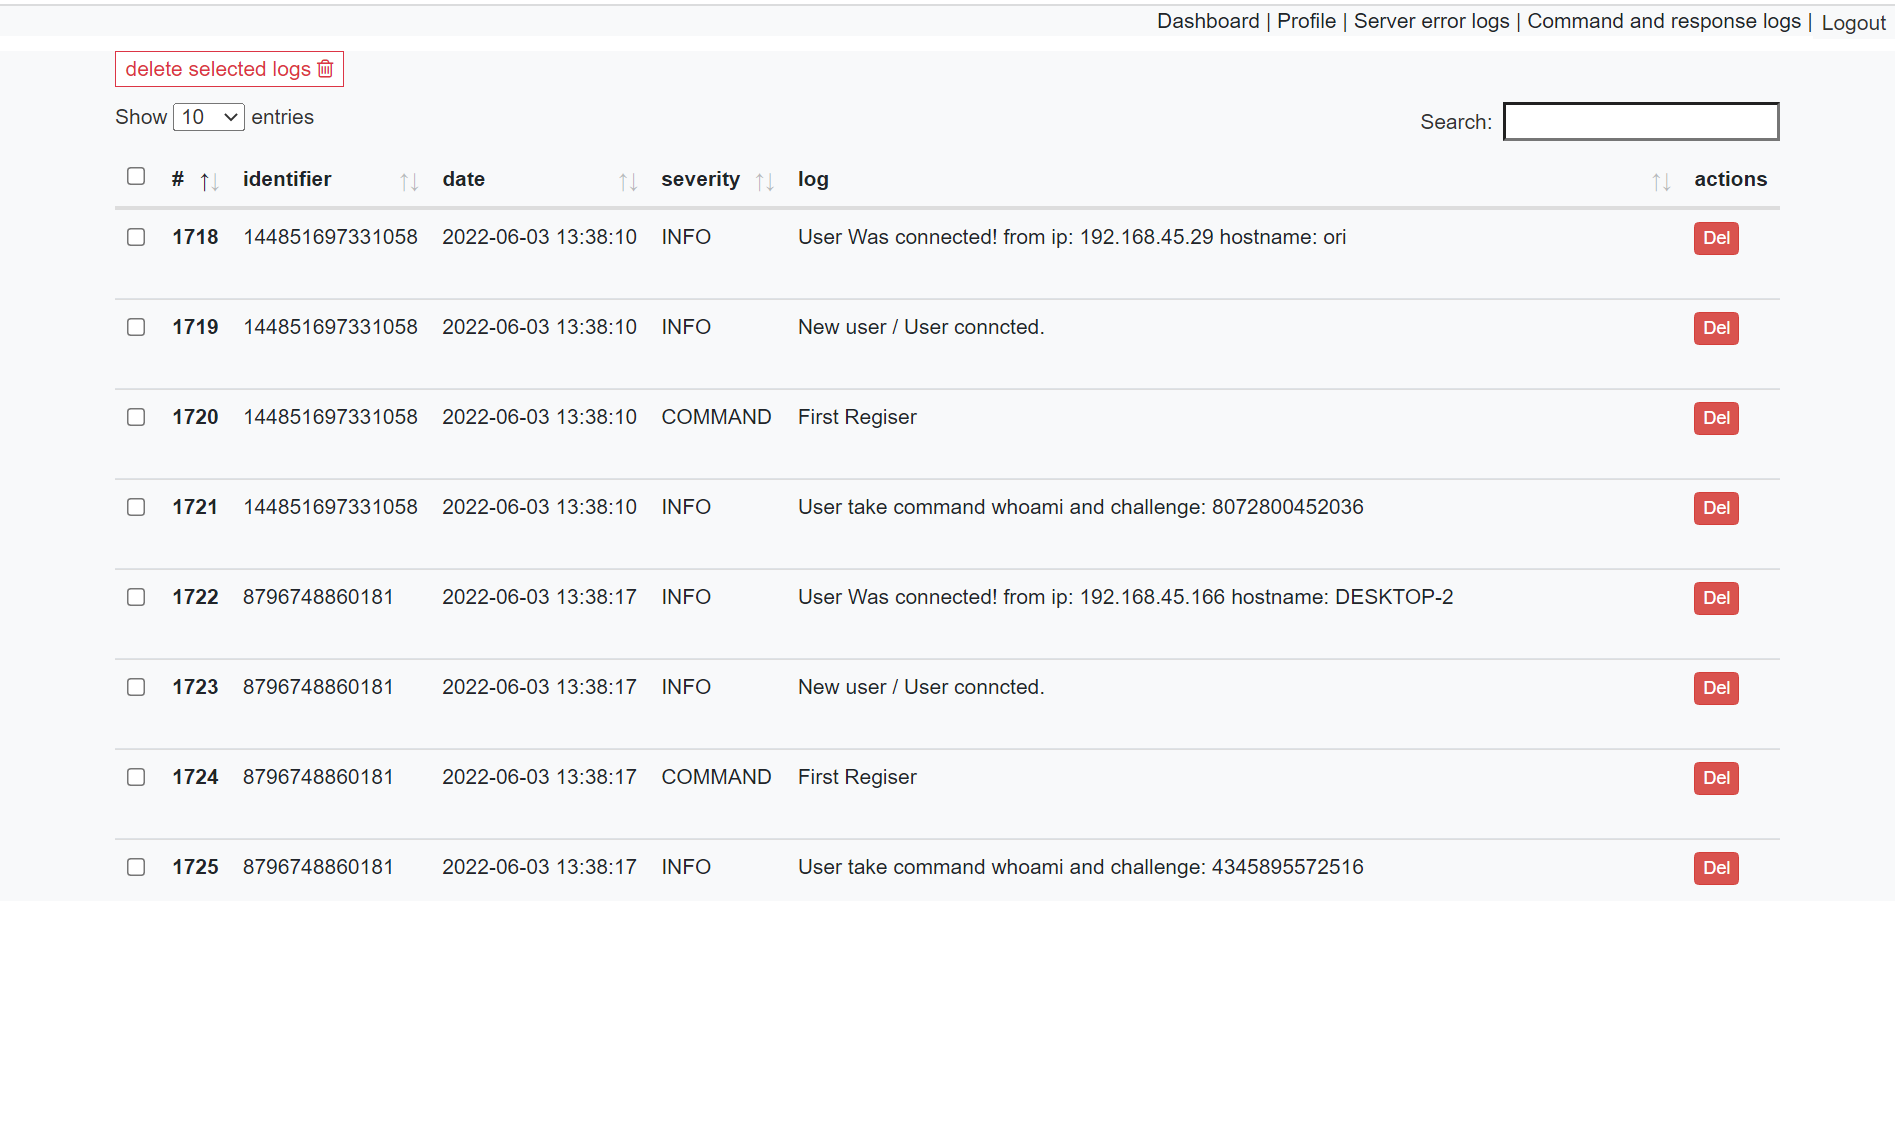 Dashboard | Profile | Server error logs | Command and response logs | Logout
delete selected logs
Show 10 entries
Search:
# identifier date severity log actions
1718 144851697331058 2022-06-03 13:38:10 INFO User Was connected! from ip: 192.168.45.29 hostname: ori Del
1719 144851697331058 2022-06-03 13:38:10 INFO New user / User conncted. Del
1720 144851697331058 2022-06-03 13:38:10 COMMAND First Regiser Del
1721 144851697331058 2022-06-03 13:38:10 INFO User take command whoami and challenge: 8072800452036 Del
1722 8796748860181 2022-06-03 13:38:17 INFO User Was connected! from ip: 192.168.45.166 hostname: DESKTOP-2 Del
1723 8796748860181 2022-06-03 13:38:17 INFO New user / User conncted. Del
1724 8796748860181 2022-06-03 13:38:17 COMMAND First Regiser Del
1725 8796748860181 2022-06-03 13:38:17 INFO User take command whoami and challenge: 4345895572516 Del